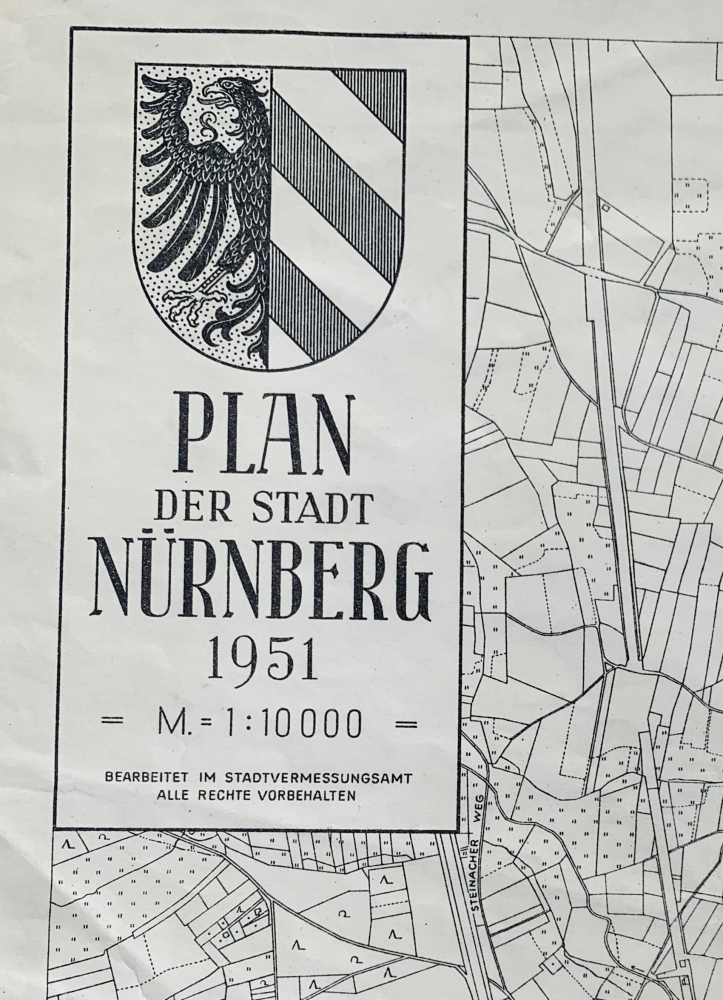 PLAN
DER STADT
NÜRNBERG
1951
= M. = 1:10000 =
BEARBEITET IM STADTVERMESSUNGSAMT
ALLE RECHTE VORBEHALTEN
STEINACHER WEG